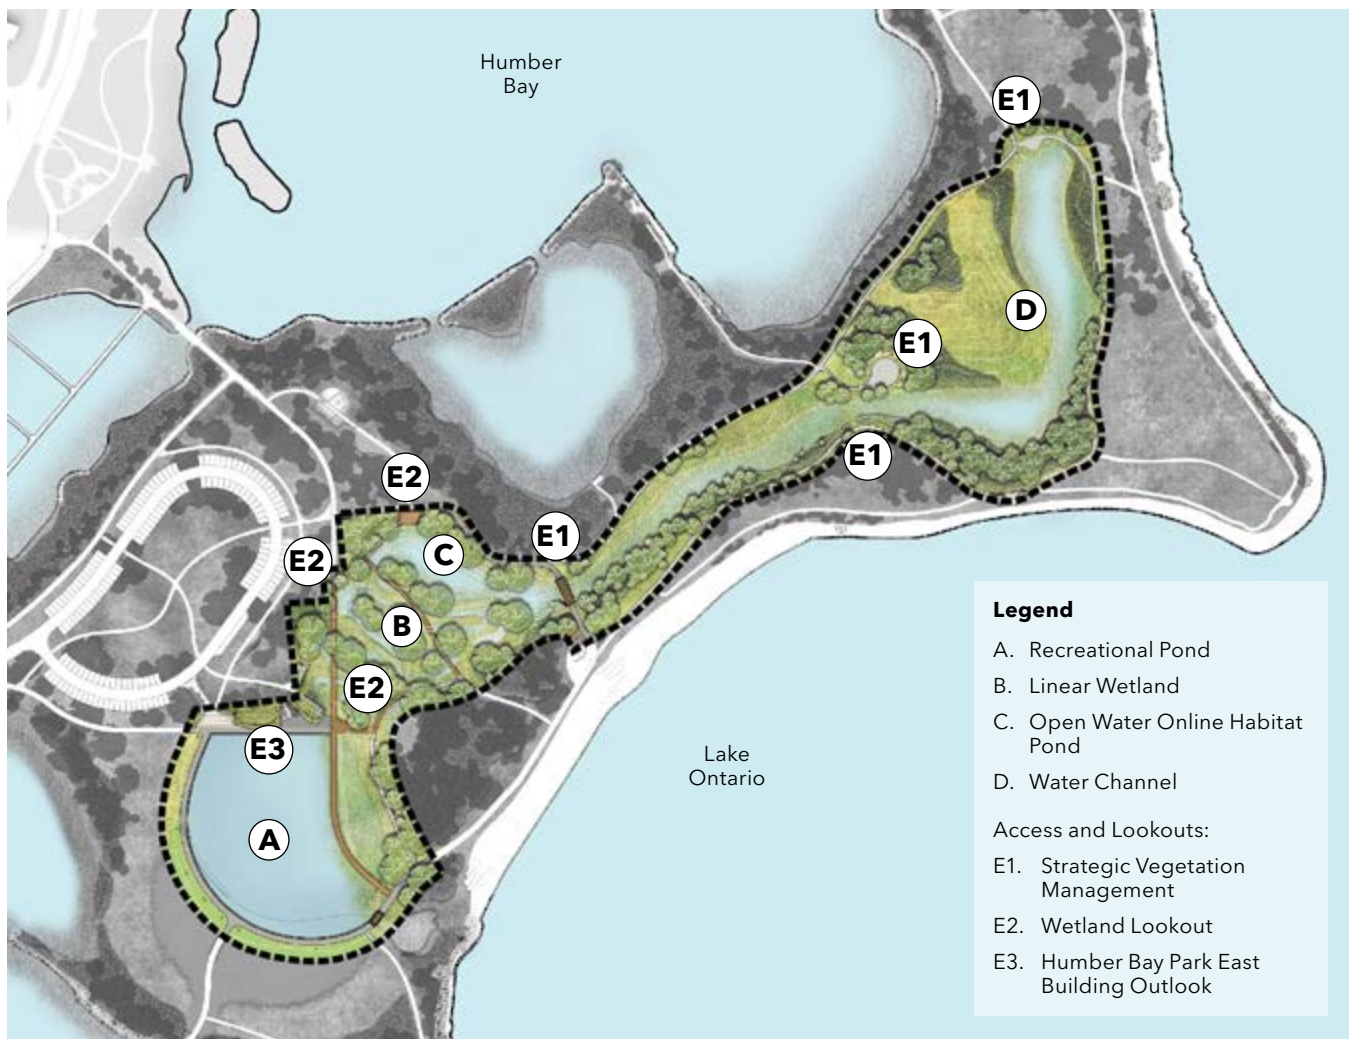 Humber
Bay
E1
D
E1
E1
E2
E1
C
E2
B
E2
E3
A
Lake
Ontario
Legend
A. Recreational Pond
B. Linear Wetland
C. Open Water Online Habitat
Pond
D. Water Channel
Access and Lookouts:
E1. Strategic Vegetation
Management
E2. Wetland Lookout
E3. Humber Bay Park East
Building Outlook